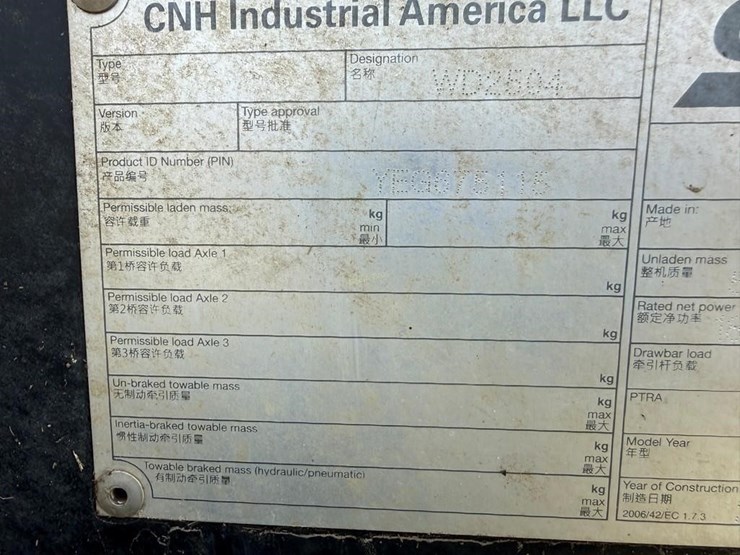 CNH Industrial America LLC
Type
型号
Designation
名称
WD2504
Version
版本
Type approval
型号批准
Product ID Number (PIN)
产品编号
Permissible laden mass:
容许载重
kg
min
最小
kg
max
最大
Permissible load Axle 1
第1桥容许负载
kg
Permissible load Axle 2
第2桥容许负载
kg
Permissible load Axle 3
第3桥容许负载
kg
Un-braked towable mass
无制动牵引质量
kg
max
最大
Inertia-braked towable mass
惯性制动牵引质量
kg
max
最大
Towable braked mass (hydraulic/pneumatic)
有制动牵引质量
kg
max
最大
Made in:
产地
Unladen mass
整机质量
Rated net power
额定净功率
Drawbar load
牵引杆负载
PTRA
Model Year
年型
Year of Construction
制造日期
2006/42/EC 1.7.3